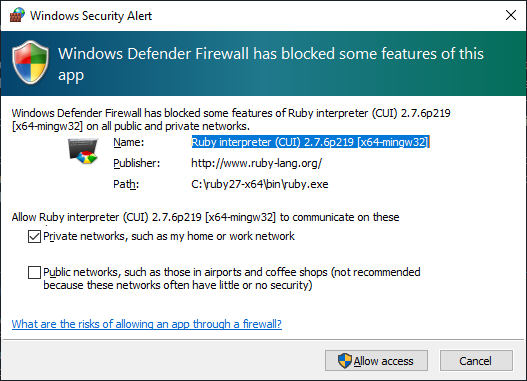 Windows Security Alert
Windows Defender Firewall has blocked some features of this
app
Windows Defender Firewall has blocked some features of Ruby interpreter (CUI) 2.7.6p219
[x64-mingw32] on all public and private networks.
Name: Ruby interpreter (CUI) 2.7.6p219 [x64-mingw32]
Publisher: http://www.ruby-lang.org/
Path: C:\ruby27-x64\bin\ruby.exe
Allow Ruby interpreter (CUI) 2.7.6p219 [x64-mingw32] to communicate on these
Private networks, such as my home or work network
Public networks, such as those in airports and coffee shops (not recommended
because these networks often have little or no security)
What are the risks of allowing an app through a firewall?
Allow access Cancel